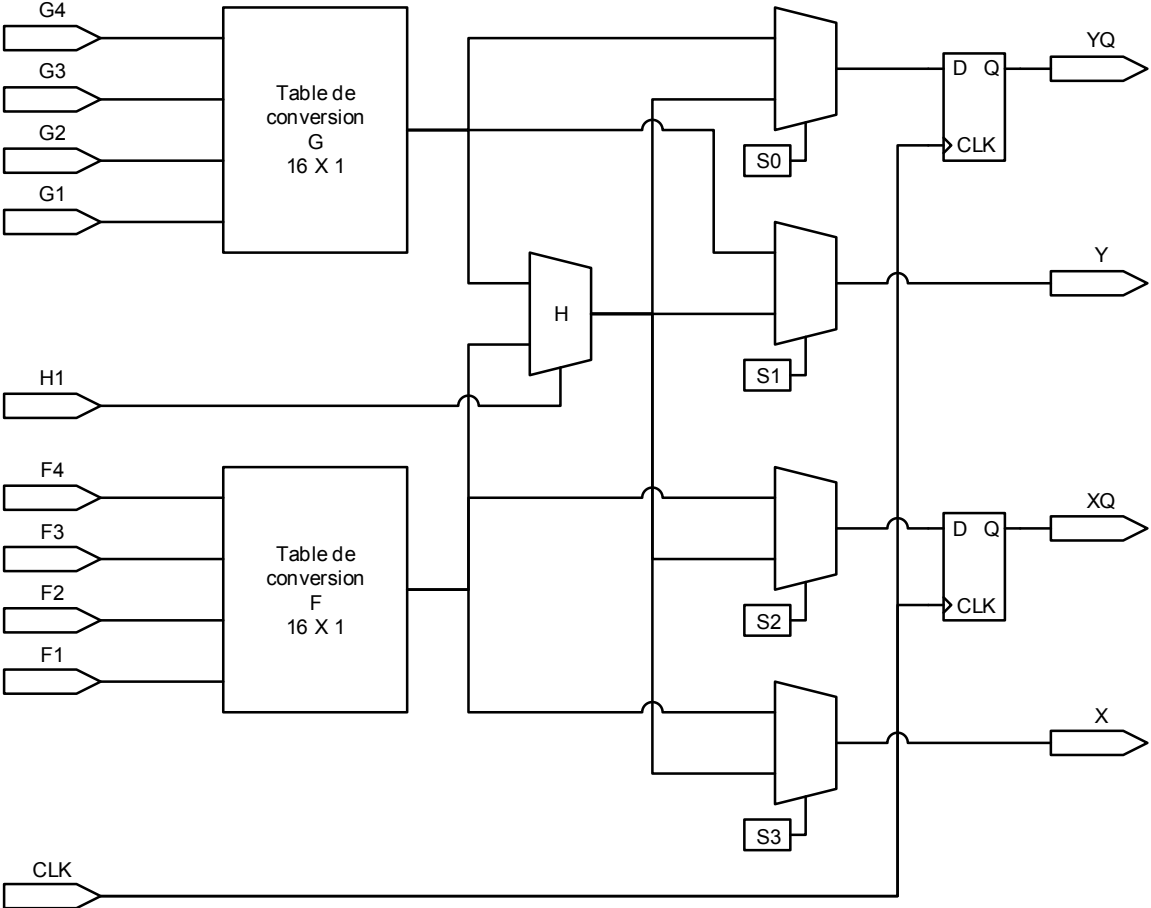 G4
G3
G2
G1
Table de
conversion
G
16 X 1
S0
D Q
CLK
YQ
H
S1
Y
H1
F4
F3
F2
F1
Table de
conversion
F
16 X 1
S2
D Q
CLK
XQ
S3
X
CLK